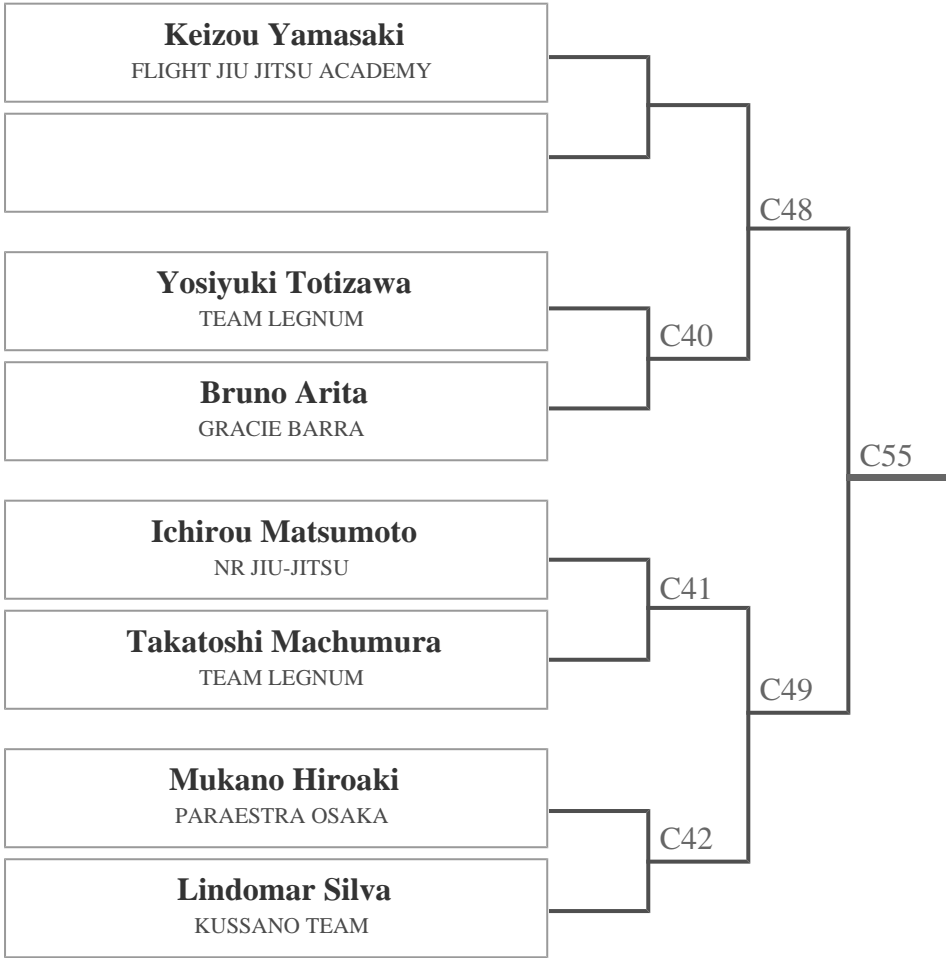 Keizou Yamasaki
FLIGHT JIU JITSU ACADEMY
C48
Yosiyuki Totizawa
TEAM LEGNUM
C40
Bruno Arita
GRACIE BARRA
C55
Ichirou Matsumoto
NR JIU-JITSU
C41
Takatoshi Machumura
TEAM LEGNUM
C49
Mukano Hiroaki
PARAESTRA OSAKA
C42
Lindomar Silva
KUSSANO TEAM